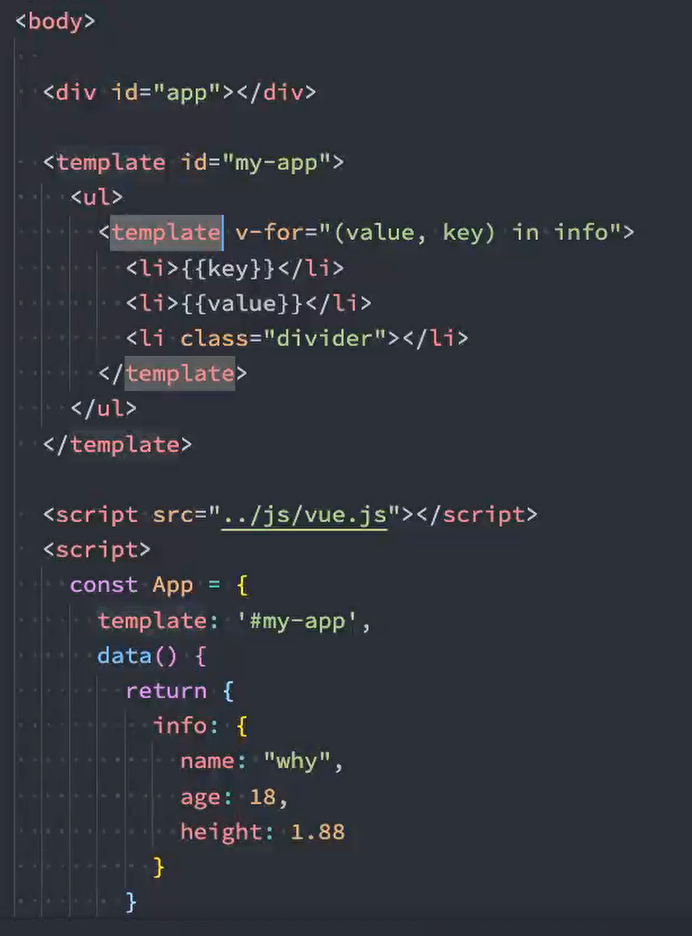 <body>
<div id="app"></div>
<template id="my-app">
<ul>
<template v-for="(value, key) in info">
<li>{{key}}</li>
<li>{{value}}</li>
<li class="divider"></li>
</template>
</ul>
</template>
<script src="../js/vue.js"></script>
<script>
const App = {
template: '#my-app',
data() {
return {
info: {
name: "why",
age: 18,
height: 1.88
}
}